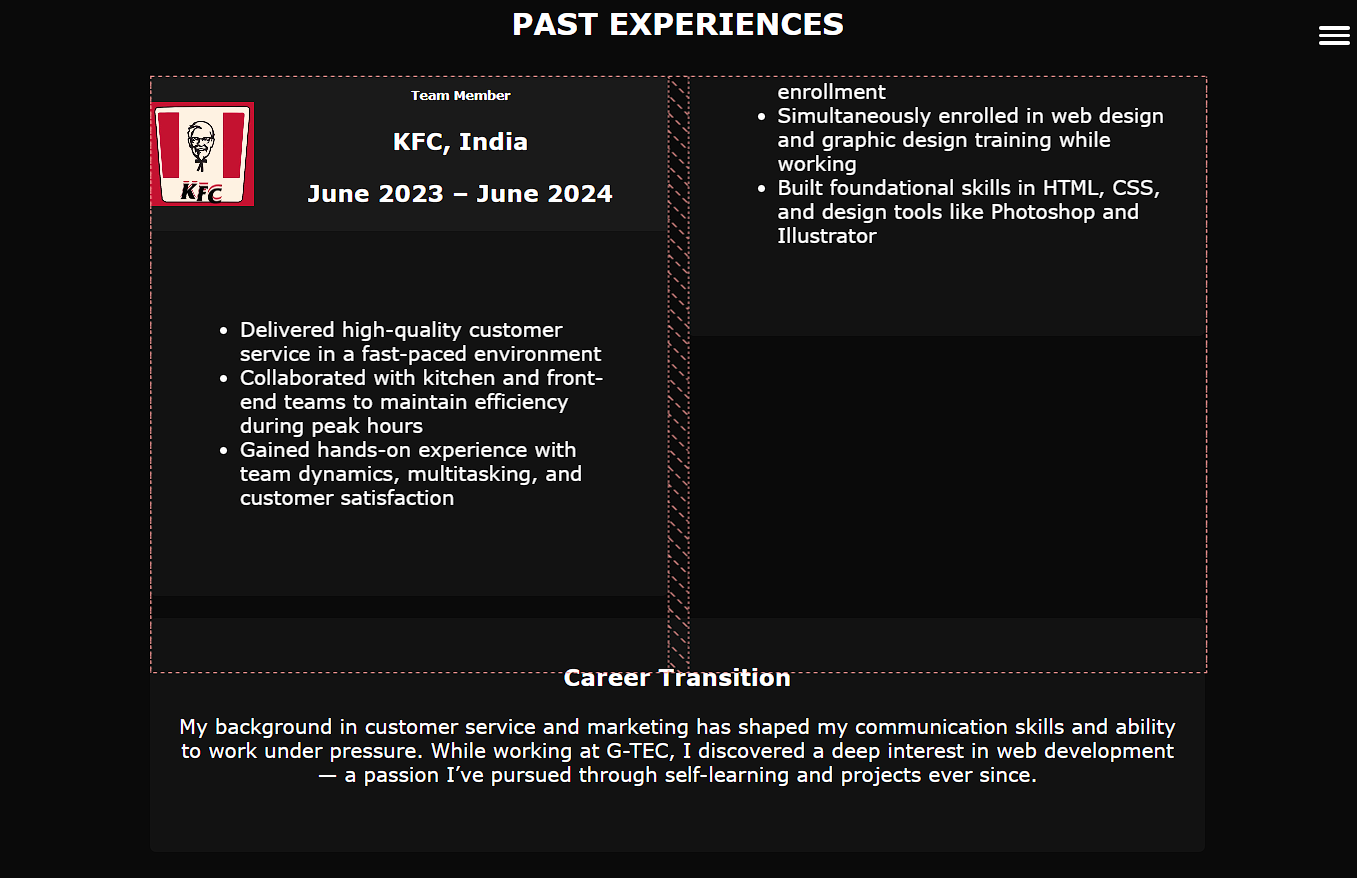 PAST EXPERIENCES
Team Member
KFC, India
June 2023 – June 2024
KFC
• Delivered high-quality customer
service in a fast-paced environment
• Collaborated with kitchen and front-
end teams to maintain efficiency
during peak hours
• Gained hands-on experience with
team dynamics, multitasking, and
customer satisfaction
enrollment
• Simultaneously enrolled in web design
and graphic design training while
working
• Built foundational skills in HTML, CSS,
and design tools like Photoshop and
Illustrator
Career Transition
My background in customer service and marketing has shaped my communication skills and ability
to work under pressure. While working at G-TEC, I discovered a deep interest in web development
— a passion I’ve pursued through self-learning and projects ever since.